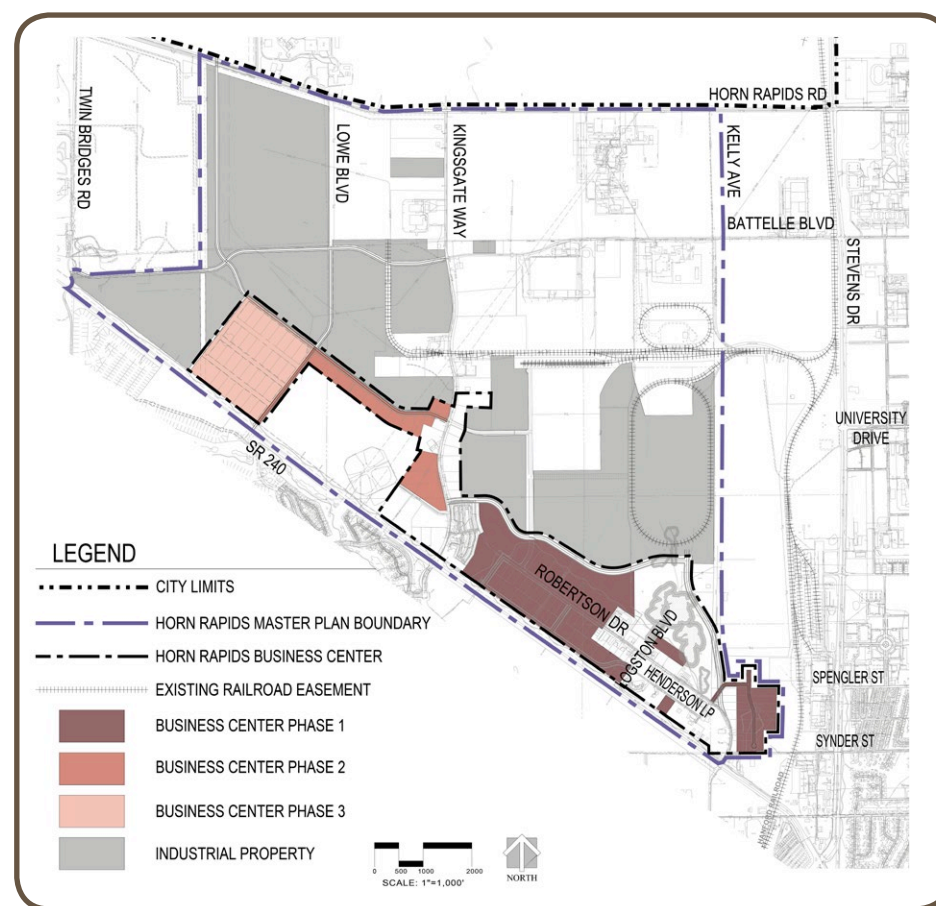 HORN RAPIDS RD
TWIN BRIDGES RD
LOWE BLVD
KINGSGATE WAY
KELLY AVE
BATTELLE BLVD
STEVENS DR
UNIVERSITY
DRIVE
SR 240
ROBERTSON DR
LOGSTON BLVD
HENDERSON LP
SPENGLER ST
SYNDER ST
LEGEND
CITY LIMITS
HORN RAPIDS MASTER PLAN BOUNDARY
HORN RAPIDS BUSINESS CENTER
EXISTING RAILROAD EASEMENT
BUSINESS CENTER PHASE 1
BUSINESS CENTER PHASE 2
BUSINESS CENTER PHASE 3
INDUSTRIAL PROPERTY
0 500 1000 2000
SCALE: 1"=1,000'
NORTH